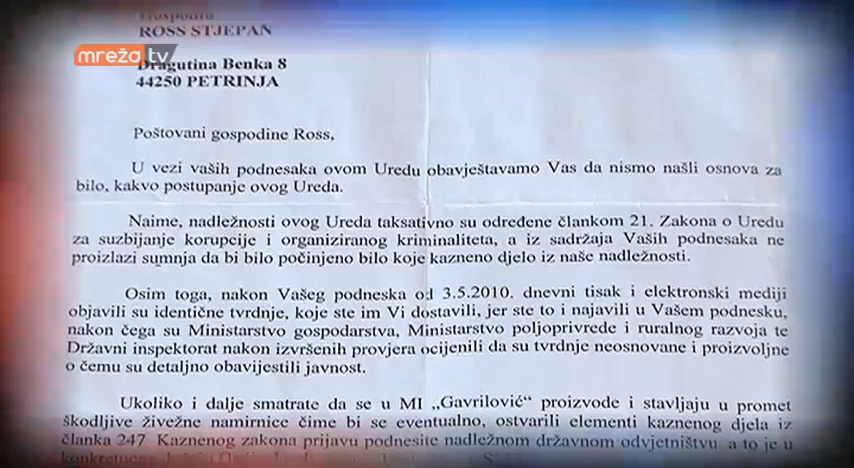 Gospodin
ROSS STJEPAN
mreža.tv
Dragutina Benka 8
44250 PETRINJA
Poštovani gospodine Ross,
U vezi vaših podnesaka ovom Uredu obavještavamo Vas da nismo našli osnova za
bilo, kakvo postupanje ovog Ureda.
Naime, nadležnosti ovog Ureda taksativno su određene člankom 21. Zakona o Uredu
za suzbijanje korupcije i organiziranog kriminaliteta, a iz sadržaja Vaših podnesaka ne
proizlazi sumnja da bi bilo počinjeno bilo koje kazneno djelo iz naše nadležnosti.
Osim toga, nakon Vašeg podneska od 3.5.2010. dnevni tisak i elektronski mediji
objavili su identične tvrdnje, koje ste im Vi dostavili, jer ste to i najavili u Vašem podnesku,
nakon čega su Ministarstvo gospodarstva, Ministarstvo poljoprivrede i ruralnog razvoja te
Državni inspektorat nakon izvršenih provjera ocijenili da su tvrdnje neosnovane i proizvoljne
o čemu su detaljno obavijestili javnost.
Ukoliko i dalje smatrate da se u MI „Gavrilović“ proizvode i stavljaju u promet
škodljive živežne namirnice čime bi se eventualno, ostvarili elementi kaznenog djela iz
članka 247 Kaznenog zakona prijavu podnesite nadležnom državnom odvjetništvu, a to je u